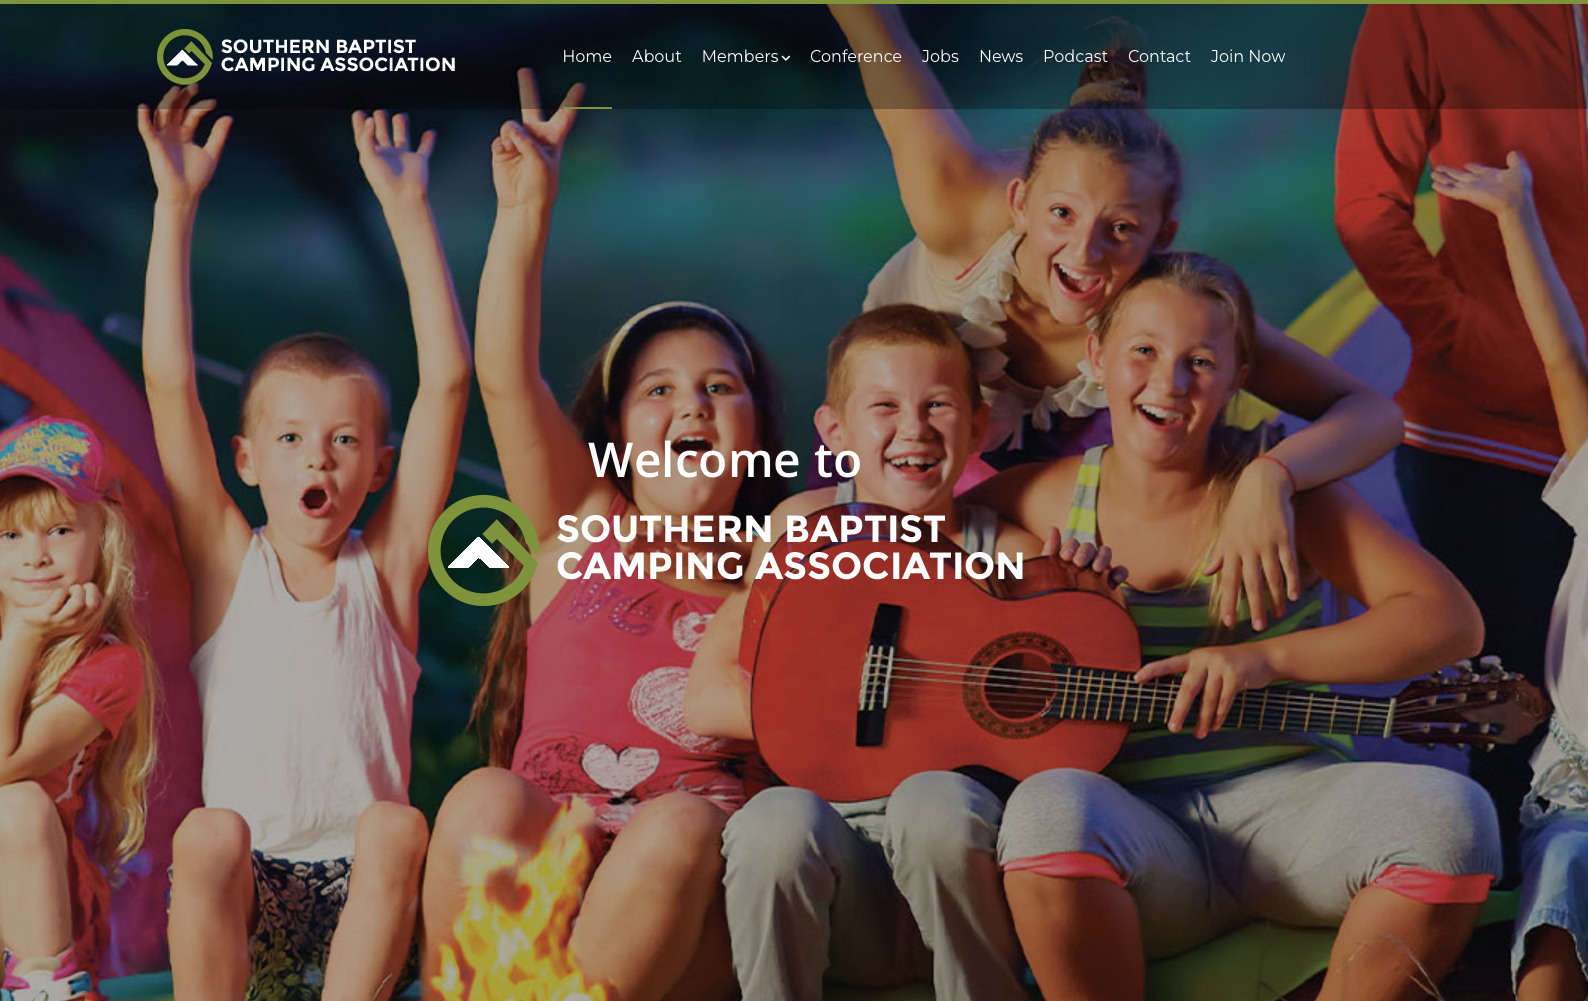 SOUTHERN BAPTIST
CAMPING ASSOCIATION
Home About Members Conference Jobs News Podcast Contact Join Now
Welcome to
SOUTHERN BAPTIST
CAMPING ASSOCIATION